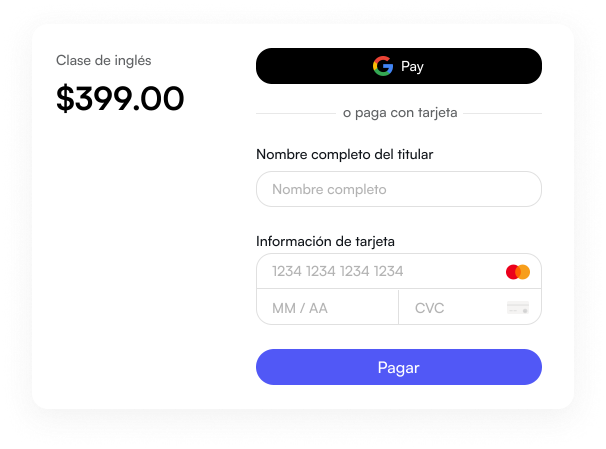 Clase de inglés
$399.00
G Pay
o paga con tarjeta
Nombre completo del titular
Nombre completo
Información de tarjeta
1234 1234 1234 1234
MM / AA
CVC
Pagar